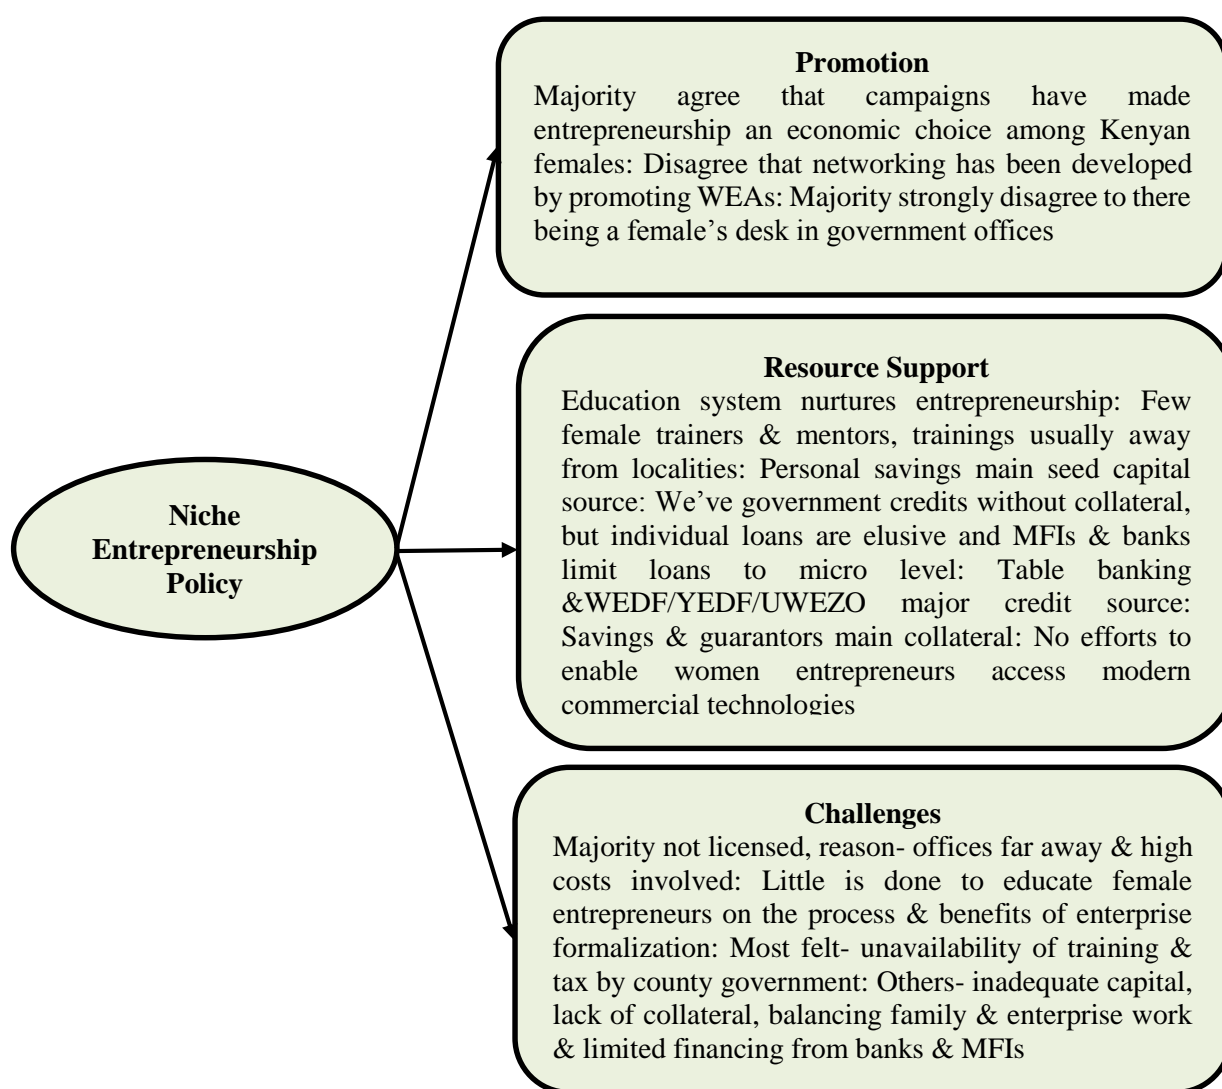 Promotion
Majority agree that campaigns have made
entrepreneurship an economic choice among Kenyan
females: Disagree that networking has been developed
by promoting WEAs: Majority strongly disagree to there
being a female’s desk in government offices
Resource Support
Education system nurtures entrepreneurship: Few
female trainers & mentors, trainings usually away
from localities: Personal savings main seed capital
source: We’ve government credits without collateral,
but individual loans are elusive and MFIs & banks
limit loans to micro level: Table banking
&WEDF/YEDF/UWEZO major credit source:
Savings & guarantors main collateral: No efforts to
enable women entrepreneurs access modern
commercial technologies
Niche
Entrepreneurship
Policy
Challenges
Majority not licensed, reason- offices far away & high
costs involved: Little is done to educate female
entrepreneurs on the process & benefits of enterprise
formalization: Most felt- unavailability of training &
tax by county government: Others- inadequate capital,
lack of collateral, balancing family & enterprise work
& limited financing from banks & MFIs